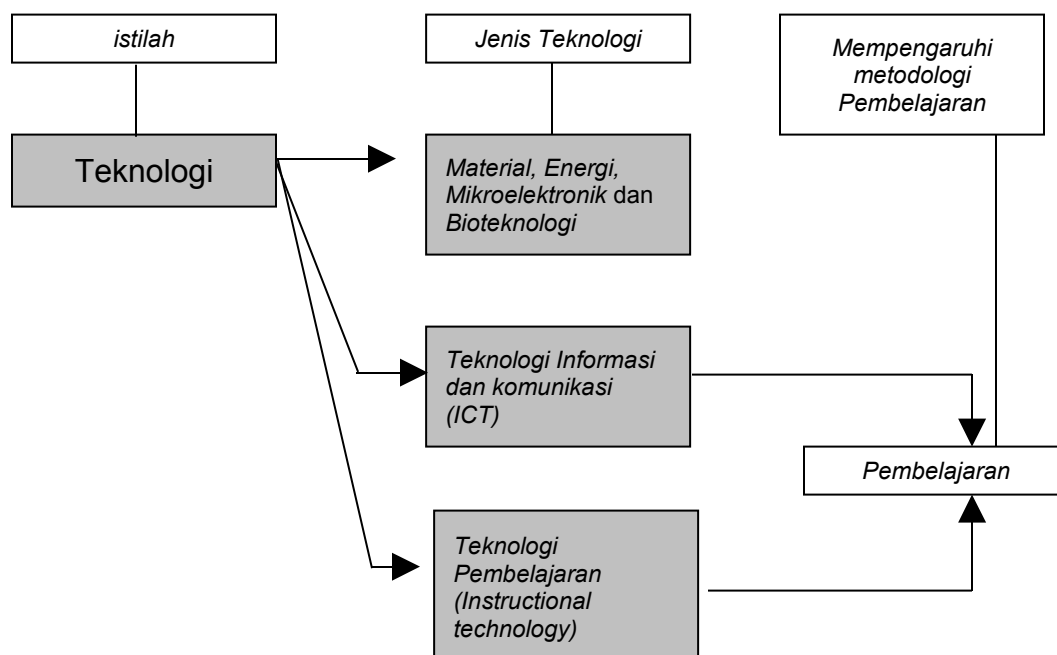 istilah
Jenis Teknologi
Mempengaruhi
metodologi
Pembelajaran
Teknologi
Material, Energi,
Mikroelektronik dan
Bioteknologi
Teknologi Informasi
dan komunikasi
(ICT)
Pembelajaran
Teknologi
Pembelajaran
(Instructional
technology)